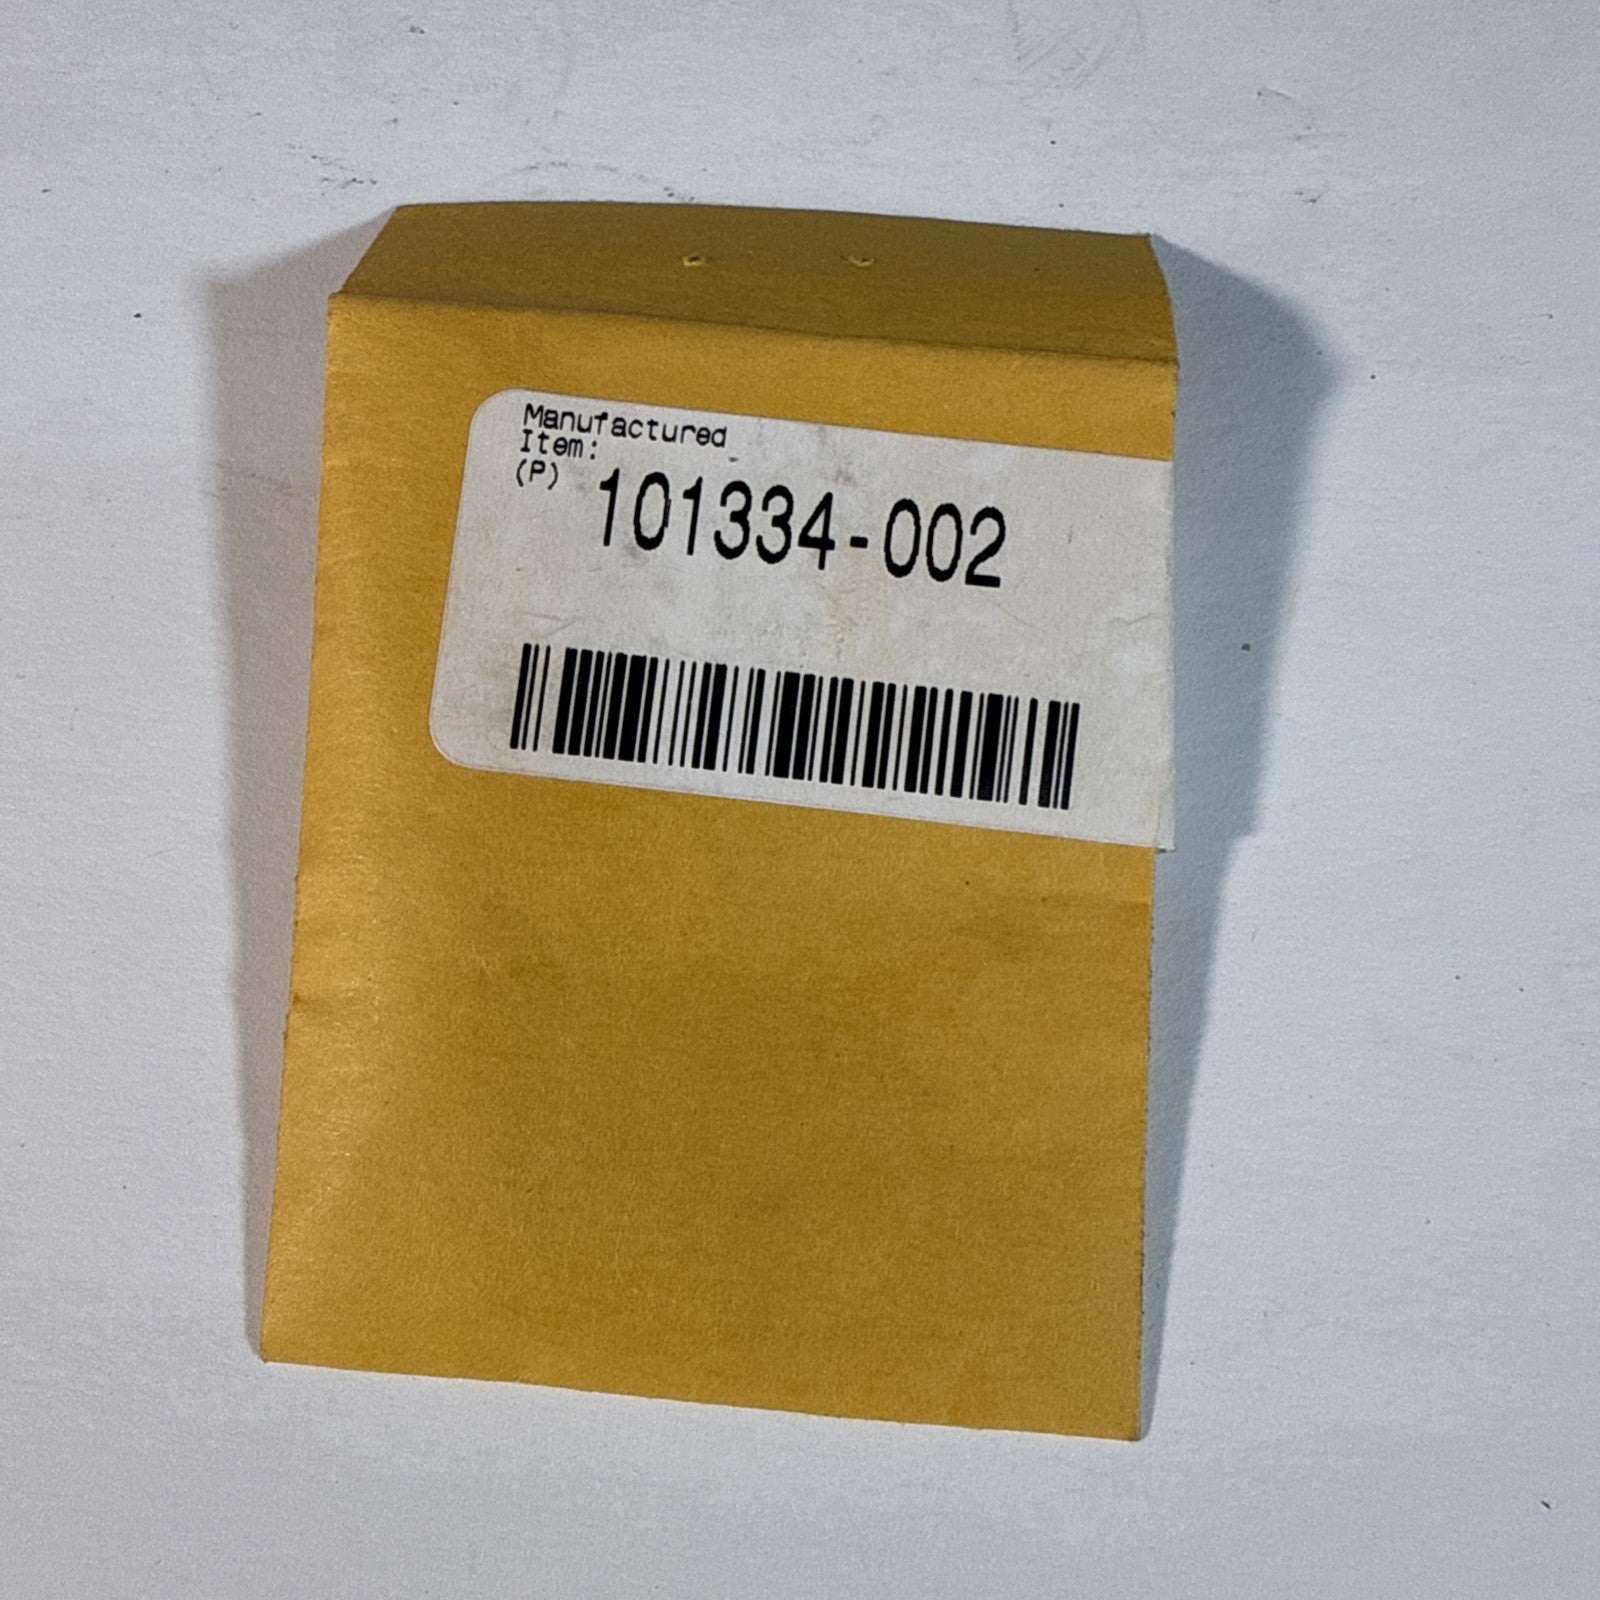 Manufactured
Item:
(P) 101334-002